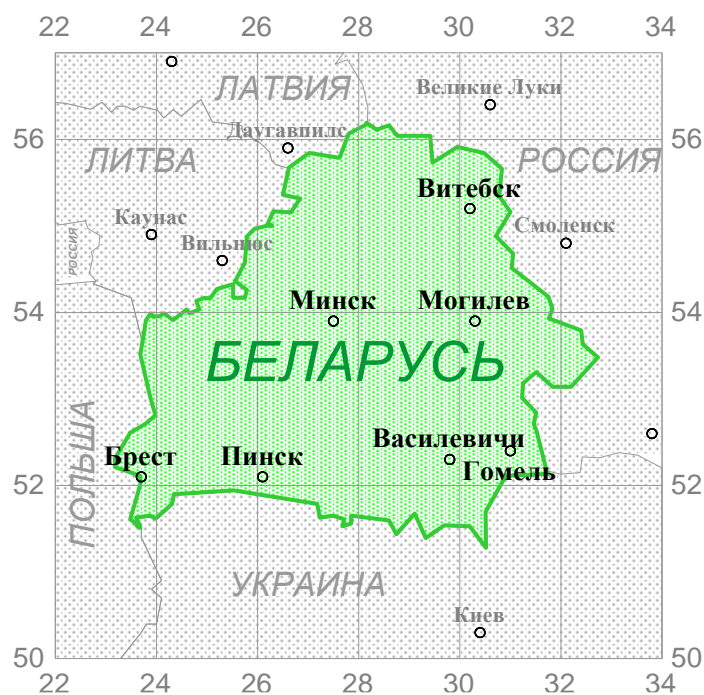 22 24 26 28 30 32 34
ЛАТВИЯ
Великие Луки
56 56
Даугавпилс
ЛИТВА
РОССИЯ
Витебск
Каунас
Смоленск
Вильнюс
РОССИЯ
54 54
Минск
Могилев
БЕЛАРУСЬ
ПОЛЬША
Василевичи
Брест
Пинск
Гомель
52 52
УКРАИНА
Киев
50 50
22 24 26 28 30 32 34